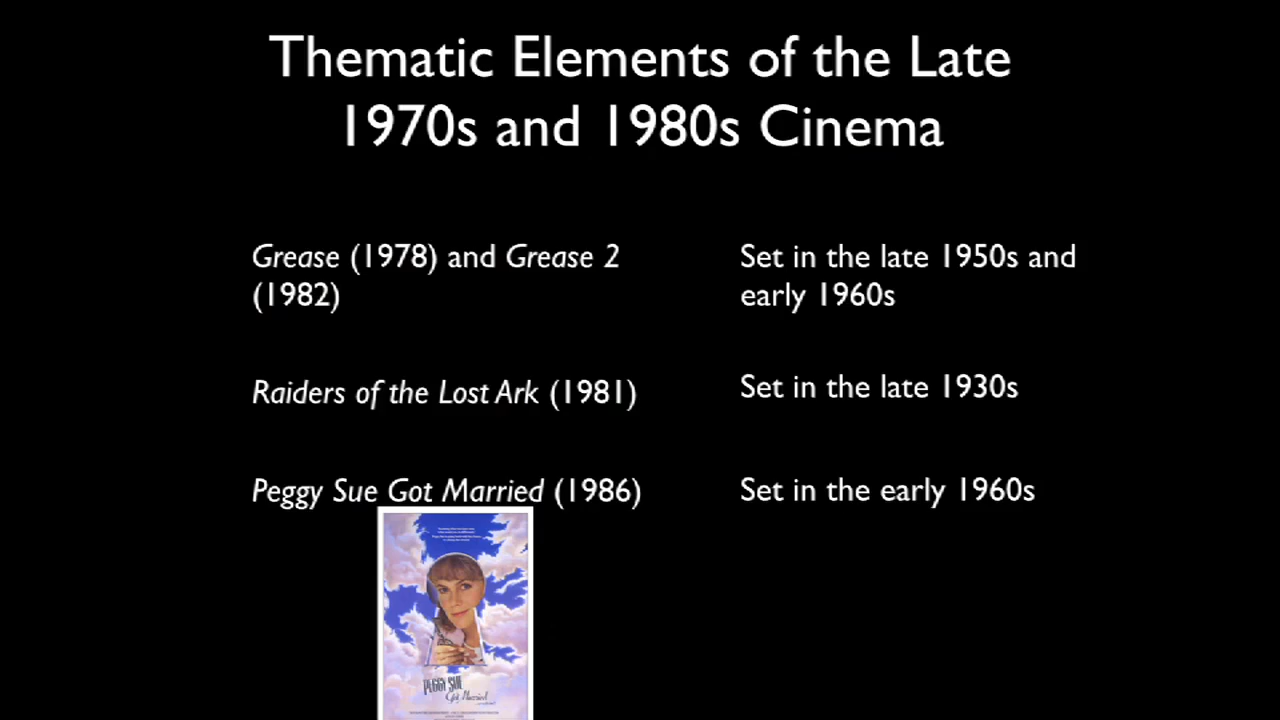 Thematic Elements of the Late
1970s and 1980s Cinema
Grease (1978) and Grease 2
(1982)
Set in the late 1950s and
early 1960s
Raiders of the Lost Ark (1981)
Set in the late 1930s
Peggy Sue Got Married (1986)
Set in the early 1960s
PEGGY SUE
Got Married